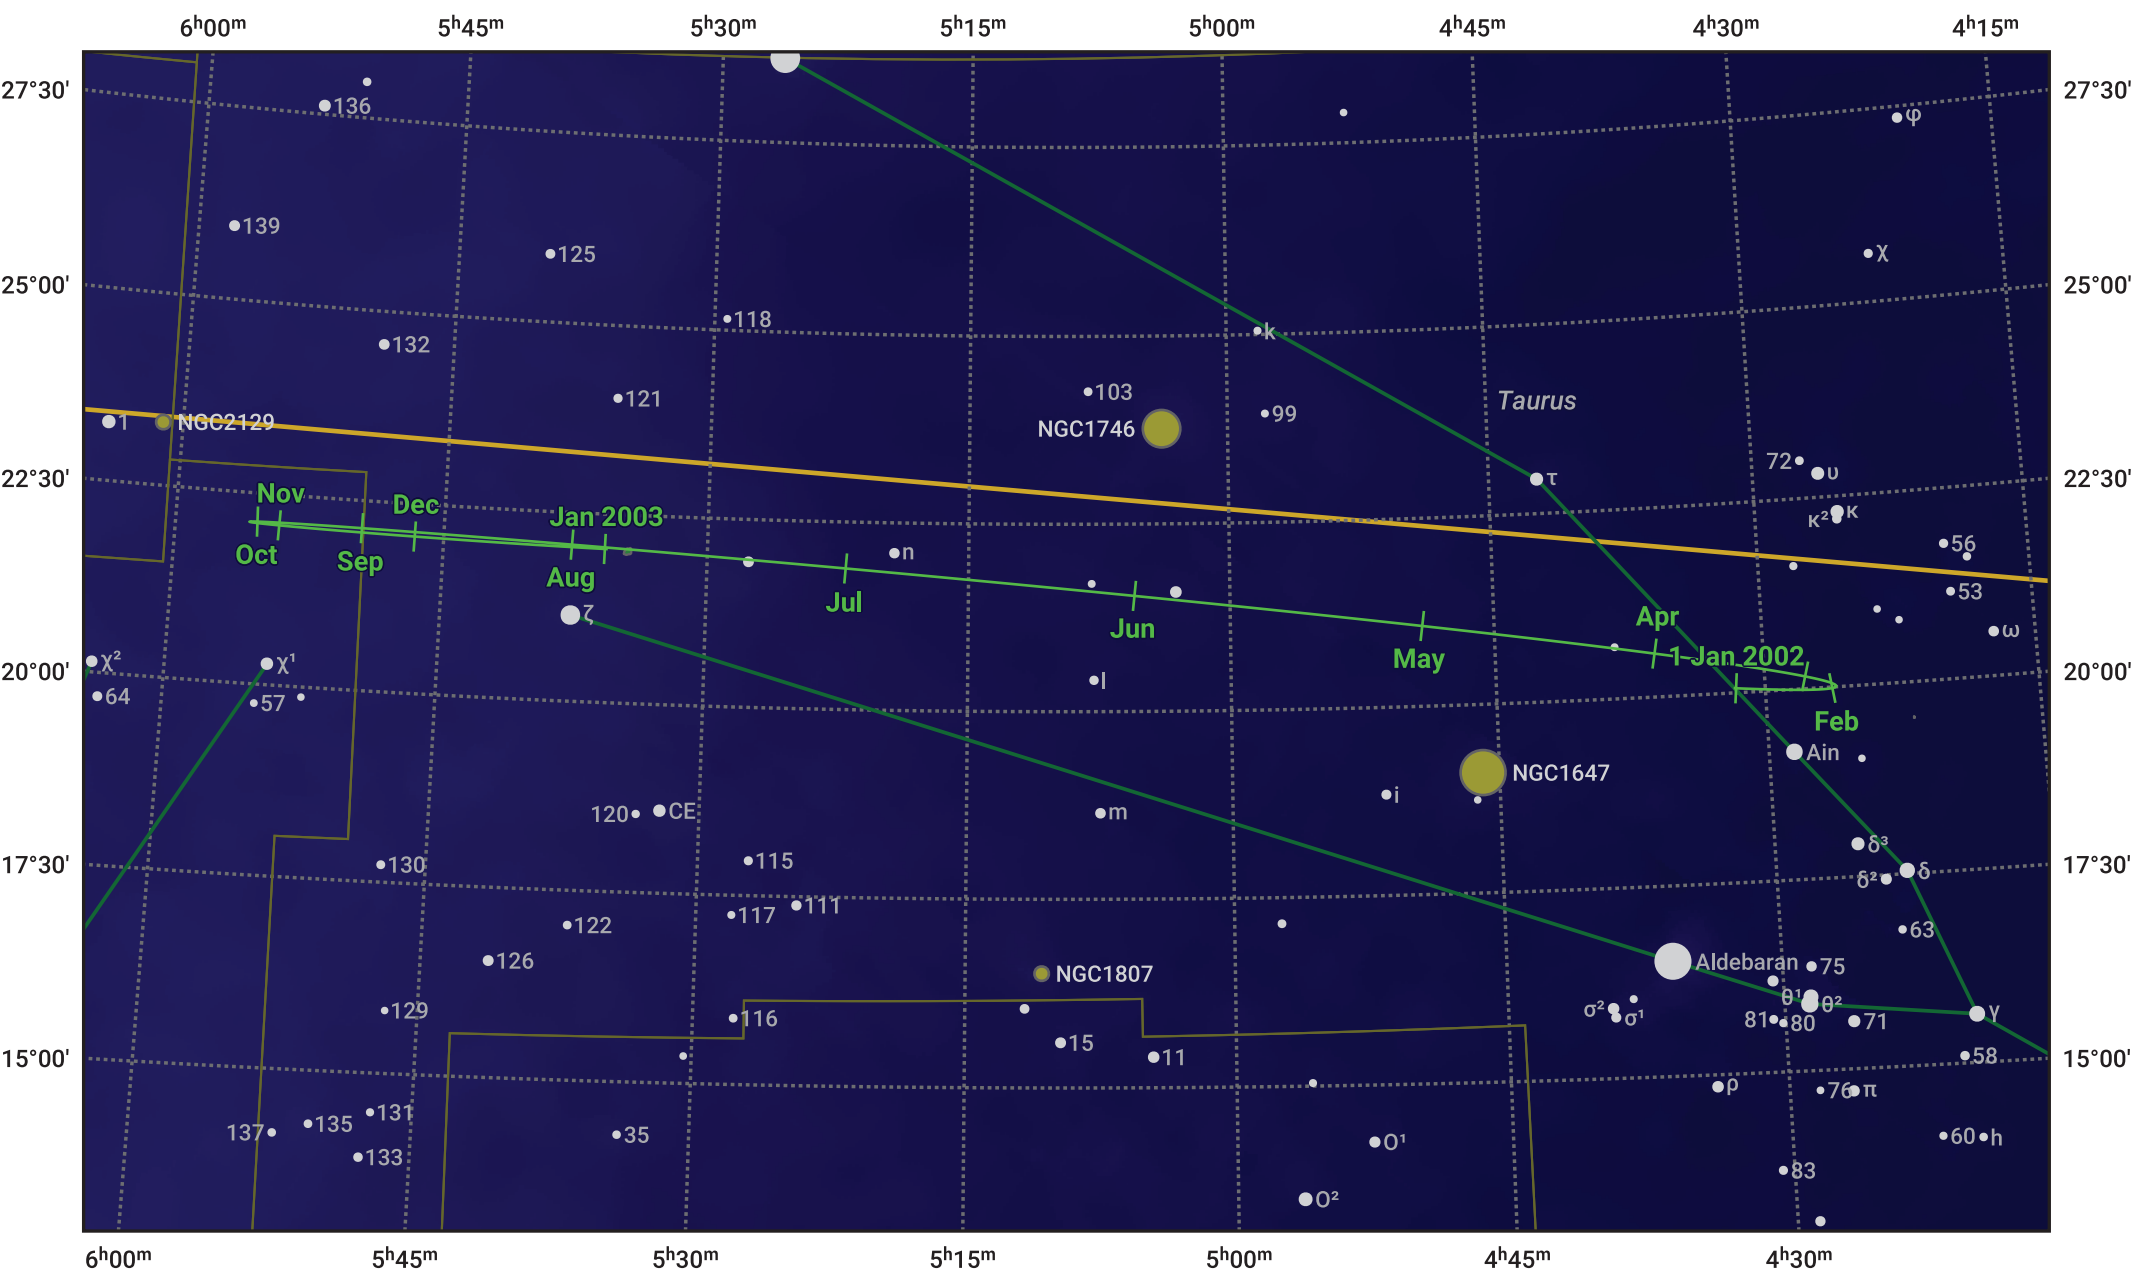 6ʰ00ᵐ 5ʰ45ᵐ 5ʰ30ᵐ 5ʰ15ᵐ 5ʰ00ᵐ 4ʰ45ᵐ 4ʰ30ᵐ 4ʰ15ᵐ
27°30' 27°30'
136
φ
139
125
χ
25°00' 25°00'
118
k
132
121
103
99
Taurus
1 NGC2129
NGC1746
72 υ
τ
22°30' 22°30'
Nov Dec Jan 2003
κ² κ
56
n
Oct Sep Aug
53
Jul
ζ
Jun
Apr
ω
May
1 Jan 2002
χ² χ¹
20°00' 20°00'
l
64 57
Feb
Ain
NGC1647
i
120 CE
m
δ³
130
115
17°30' 17°30'
δ² δ
111
117
122
63
126
Aldebaran 75
NGC1807
θ¹ θ²
129
116
σ² σ¹
81 80 71
γ
15
11
58
15°00' 15°00'
ρ
76 π
131
135
137
35
60 h
O¹
133
83
O²
6ʰ00ᵐ 5ʰ45ᵐ 5ʰ30ᵐ 5ʰ15ᵐ 5ʰ00ᵐ 4ʰ45ᵐ 4ʰ30ᵐ